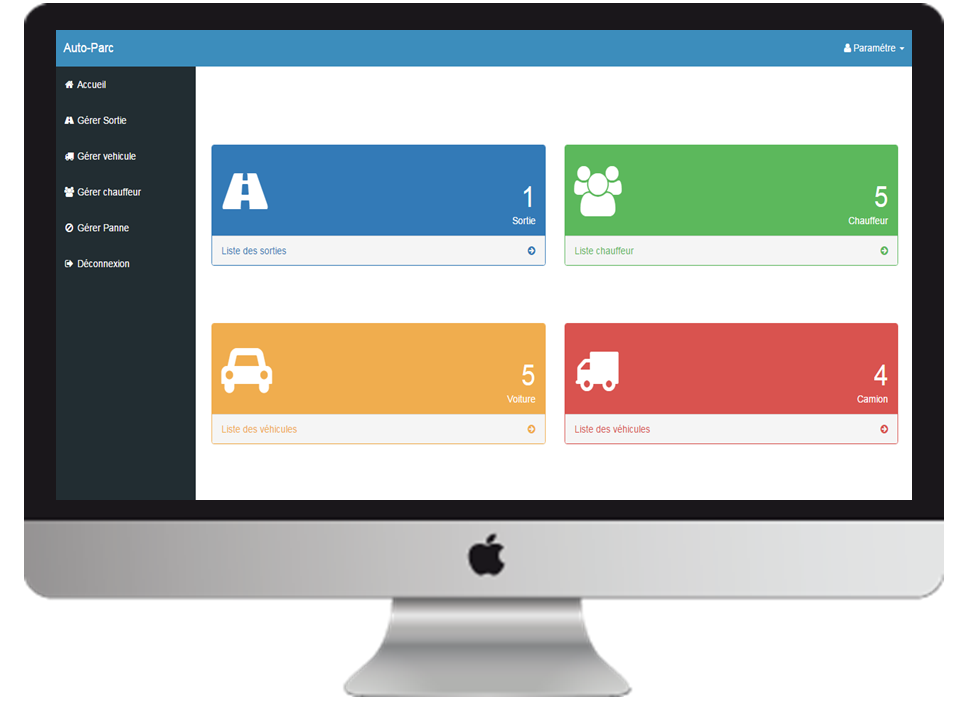 Auto-Parc
Paramétre
Accueil
Gérer Sortie
Gérer vehicule
Gérer chauffeur
Gérer Panne
Déconnexion
1
Sortie
Liste des sorties
5
Chauffeur
Liste chauffeur
5
Voiture
Liste des véhicules
4
Camion
Liste des véhicules